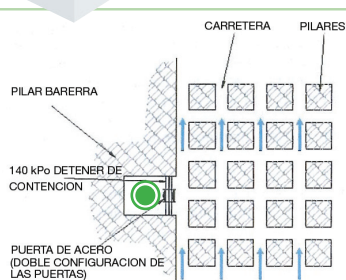 CARRETERA
PILARES
PILAR BARERRA
140 kPo DETENER DE
CONTENCION
PUERTA DE ACERO
(DOBLE CONFIGURACION DE
LAS PUERTAS)